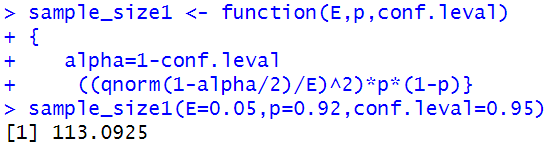 > sample_size1 <- function(E,p,conf.leval)
+ {
+    alpha=1-conf.leval
+     ((qnorm(1-alpha/2)/E)^2)*p*(1-p)}
> sample_size1(E=0.05,p=0.92,conf.leval=0.95)
[1] 113.0925